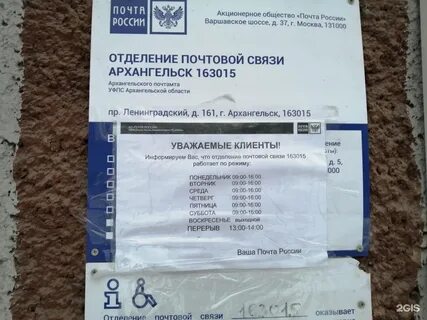 ПОЧТА
РОССИИ
Акционерное общество «Почта России»
Варшавское шоссе, д. 37, г. Москва, 131000
ОТДЕЛЕНИЕ ПОЧТОВОЙ СВЯЗИ
АРХАНГЕЛЬСК 163015
Архангельского почтамта
УФПС Архангельской области
пр. Ленинградский, д. 161, г. Архангельск, 163015
УВАЖАЕМЫЕ КЛИЕНТЫ!
Информируем Вас, что отделение почтовой связи 163015
работает по режиму:
ПОНЕДЕЛЬНИК 09:00-16:00
ВТОРНИК 09:00-16:00
СРЕДА 09:00-16:00
ЧЕТВЕРГ 09:00-16:00
ПЯТНИЦА 09:00-16:00
СУББОТА 09:00-16:00
ВОСКРЕСЕНЬЕ выходной
ПЕРЕРЫВ 13:00-14:00
Ваша Почта России
д. 5,
Отделение почтовой связи 163015 оказывает
2GIS